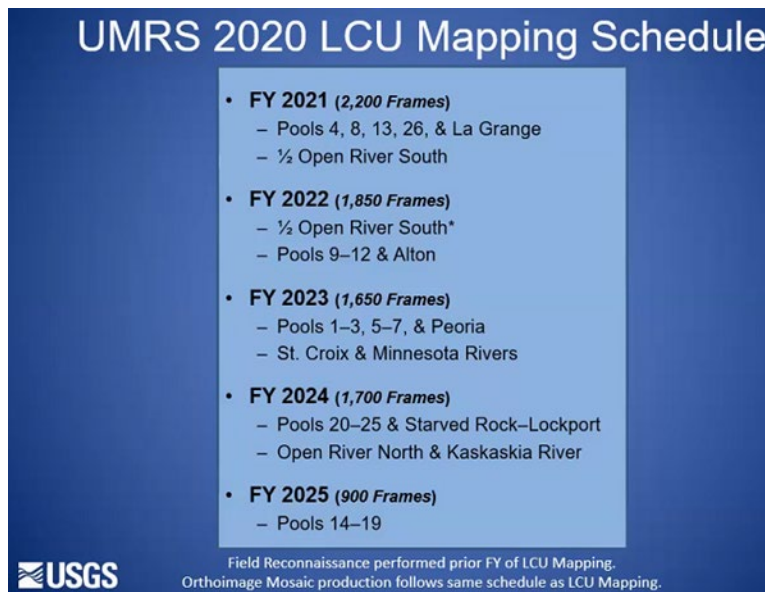 UMRS 2020 LCU Mapping Schedule
• FY 2021 (2,200 Frames)
– Pools 4, 8, 13, 26, & La Grange
– ½ Open River South
• FY 2022 (1,850 Frames)
– ½ Open River South*
– Pools 9–12 & Alton
• FY 2023 (1,650 Frames)
– Pools 1–3, 5–7, & Peoria
– St. Croix & Minnesota Rivers
• FY 2024 (1,700 Frames)
– Pools 20–25 & Starved Rock–Lockport
– Open River North & Kaskaskia River
• FY 2025 (900 Frames)
– Pools 14–19
Field Reconnaissance performed prior FY of LCU Mapping.
Orthoimage Mosaic production follows same schedule as LCU Mapping.
USGS